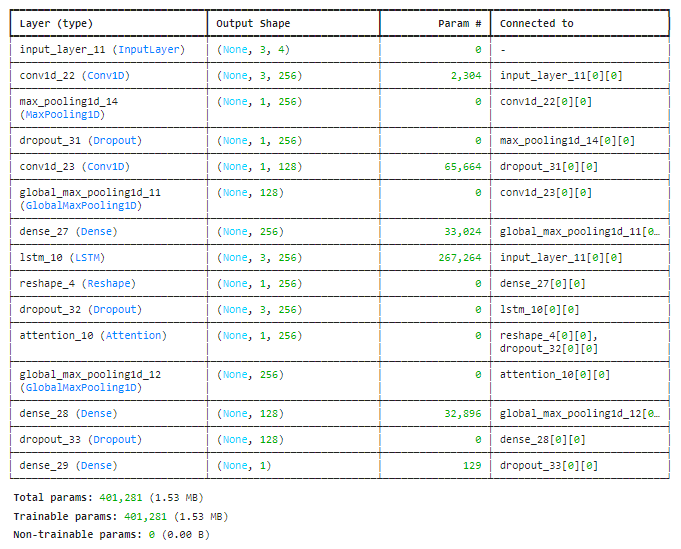 Layer (type) Output Shape Param # Connected to
input_layer_11 (InputLayer) (None, 3, 4) 0 -
conv1d_22 (Conv1D) (None, 3, 256) 2,304 input_layer_11[0][0]
max_pooling1d_14 (None, 1, 256) 0 conv1d_22[0][0]
(MaxPooling1D)
dropout_31 (Dropout) (None, 1, 256) 0 max_pooling1d_14[0][0]
conv1d_23 (Conv1D) (None, 1, 128) 65,664 dropout_31[0][0]
global_max_pooling1d_11 (None, 128) 0 conv1d_23[0][0]
(GlobalMaxPooling1D)
dense_27 (Dense) (None, 256) 33,024 global_max_pooling1d_11[0…
lstm_10 (LSTM) (None, 3, 256) 267,264 input_layer_11[0][0]
reshape_4 (Reshape) (None, 1, 256) 0 dense_27[0][0]
dropout_32 (Dropout) (None, 3, 256) 0 lstm_10[0][0]
attention_10 (Attention) (None, 1, 256) 0 reshape_4[0][0],
dropout_32[0][0]
global_max_pooling1d_12 (None, 256) 0 attention_10[0][0]
(GlobalMaxPooling1D)
dense_28 (Dense) (None, 128) 32,896 global_max_pooling1d_12[0…
dropout_33 (Dropout) (None, 128) 0 dense_28[0][0]
dense_29 (Dense) (None, 1) 129 dropout_33[0][0]
Total params: 401,281 (1.53 MB)
Trainable params: 401,281 (1.53 MB)
Non-trainable params: 0 (0.00 B)